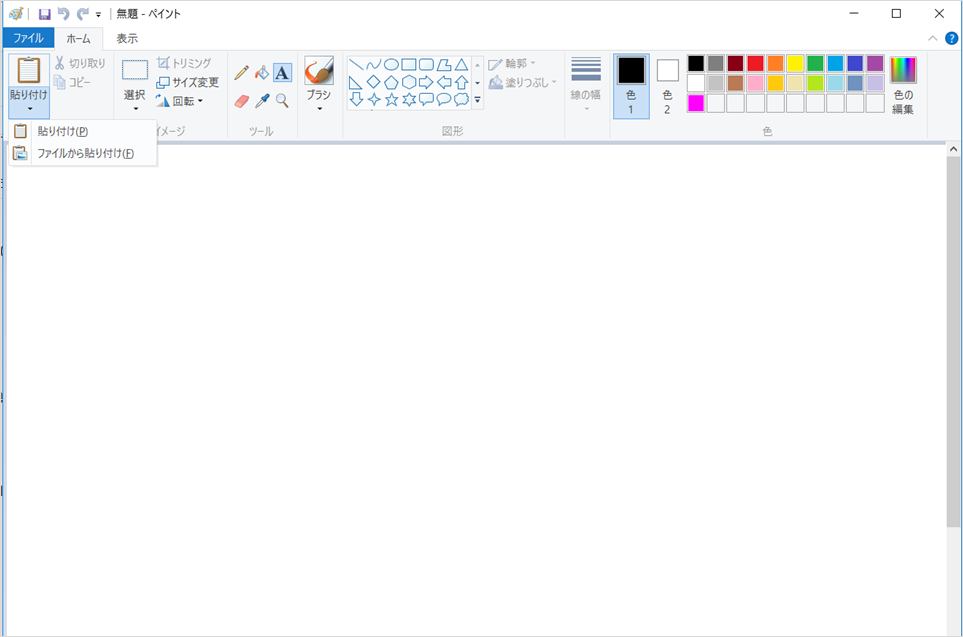 無題 - ペイント
ファイル ホーム 表示
貼り付け
切り取り
コピー
選択
トリミング
サイズ変更
回転
A
ブラシ
輪郭
塗りつぶし
線の幅
色
1
色
2
色の
編集
貼り付け(P)
ファイルから貼り付け(F)
メージ
ツール
図形
色